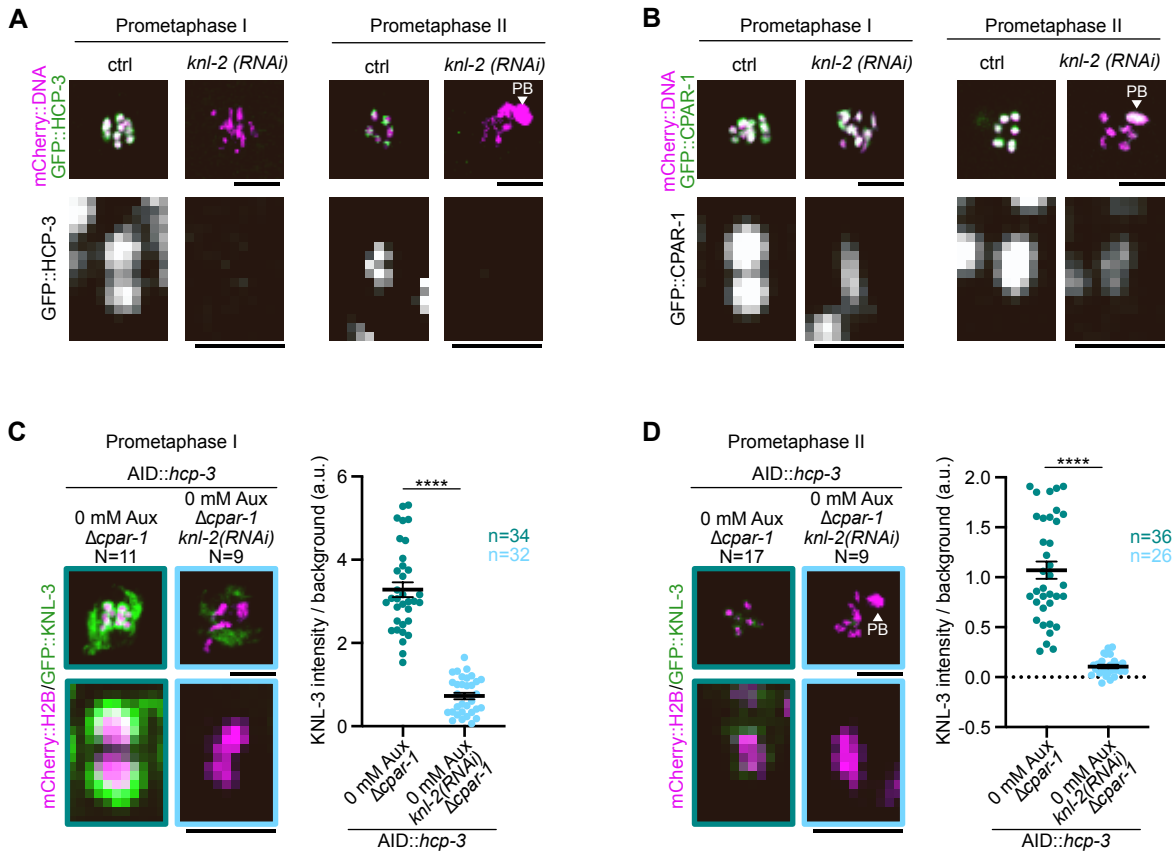 A
Prometaphase I
Prometaphase II
ctrl
knl-2 (RNAi)
ctrl
knl-2 (RNAi)
mCherry::DNA
GFP::HCP-3
PB
GFP::HCP-3
B
Prometaphase I
Prometaphase II
ctrl
knl-2 (RNAi)
ctrl
knl-2 (RNAi)
mCherry::DNA
GFP::CPAR-1
PB
GFP::CPAR-1
C
Prometaphase I
AID::hcp-3
0 mM Aux
Δcpar-1
N=11
0 mM Aux
Δcpar-1
knl-2(RNAi)
N=9
mCherry::H2B/GFP::KNL-3
KNL-3 intensity / background (a.u.)
6
4
2
0
****
n=34
n=32
0 mM Aux
Δcpar-1
0 mM Aux
knl-2(RNAi)
Δcpar-1
AID::hcp-3
D
Prometaphase II
AID::hcp-3
0 mM Aux
Δcpar-1
N=17
0 mM Aux
Δcpar-1
knl-2(RNAi)
N=9
PB
mCherry::H2B/GFP::KNL-3
KNL-3 intensity / background (a.u.)
2.0
1.5
1.0
0.5
0.0
-0.5
****
n=36
n=26
0 mM Aux
Δcpar-1
0 mM Aux
knl-2(RNAi)
Δcpar-1
AID::hcp-3